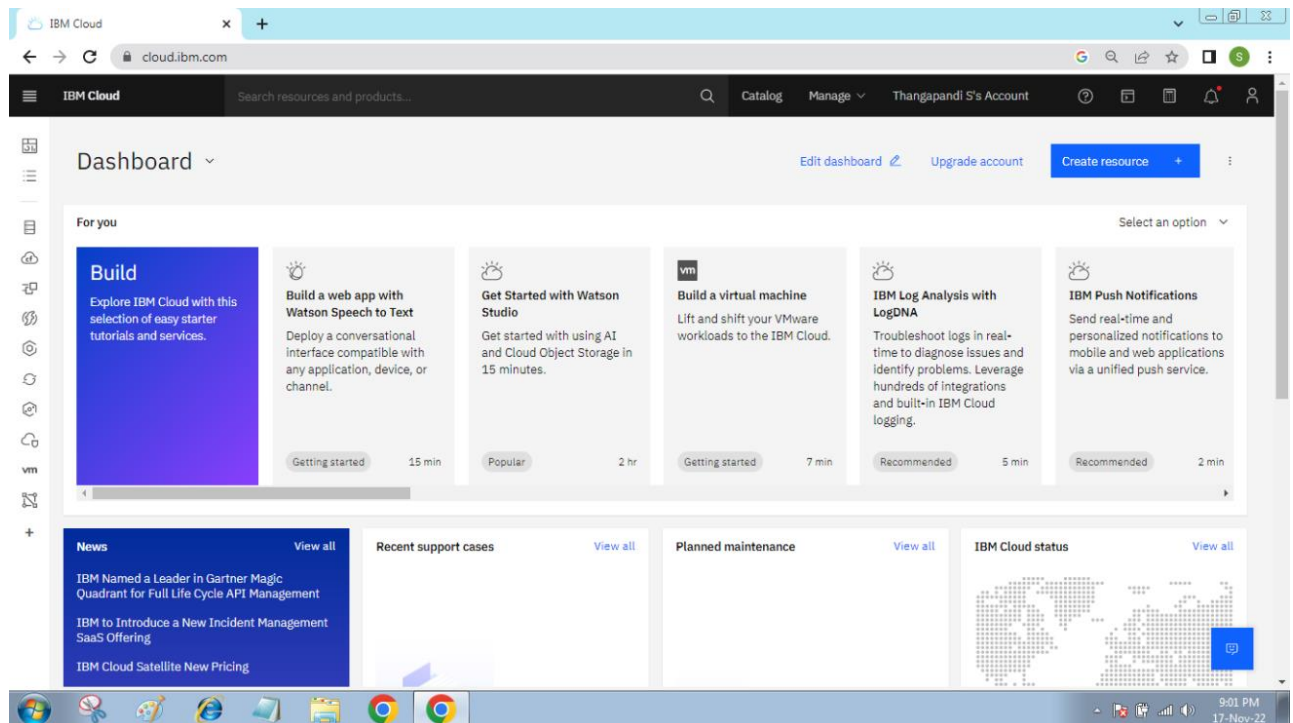 IBM Cloud
cloud.ibm.com
S
IBM Cloud
Search resources and products...
Catalog
Manage
Thangapandi S's Account
Dashboard
Edit dashboard
Upgrade account
Create resource +
For you
Select an option
Build
Explore IBM Cloud with this
selection of easy starter
tutorials and services.
Build a web app with
Watson Speech to Text
Deploy a conversational
interface compatible with
any application, device, or
channel.
Getting started
15 min
Get Started with Watson
Studio
Get started with using AI
and Cloud Object Storage in
15 minutes.
Popular
2 hr
vm
Build a virtual machine
Lift and shift your VMware
workloads to the IBM Cloud.
Getting started
7 min
IBM Log Analysis with
LogDNA
Troubleshoot logs in real-
time to diagnose issues and
identify problems. Leverage
hundreds of integrations
and built-in IBM Cloud
logging.
Recommended
5 min
IBM Push Notifications
Send real-time and
personalized notifications to
mobile and web applications
via a unified push service.
Recommended
2 min
vm
News
View all
IBM Named a Leader in Gartner Magic
Quadrant for Full Life Cycle API Management
IBM to Introduce a New Incident Management
SaaS Offering
IBM Cloud Satellite New Pricing
Recent support cases
View all
Planned maintenance
View all
IBM Cloud status
View all
9:01 PM
17-Nov-22